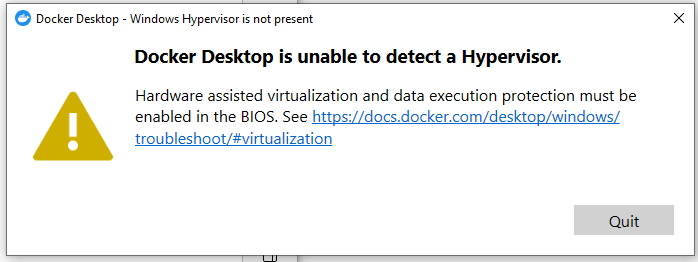 Docker Desktop - Windows Hypervisor is not present
Docker Desktop is unable to detect a Hypervisor.
Hardware assisted virtualization and data execution protection must be
enabled in the BIOS. See https://docs.docker.com/desktop/windows/
troubleshoot/#virtualization
Quit